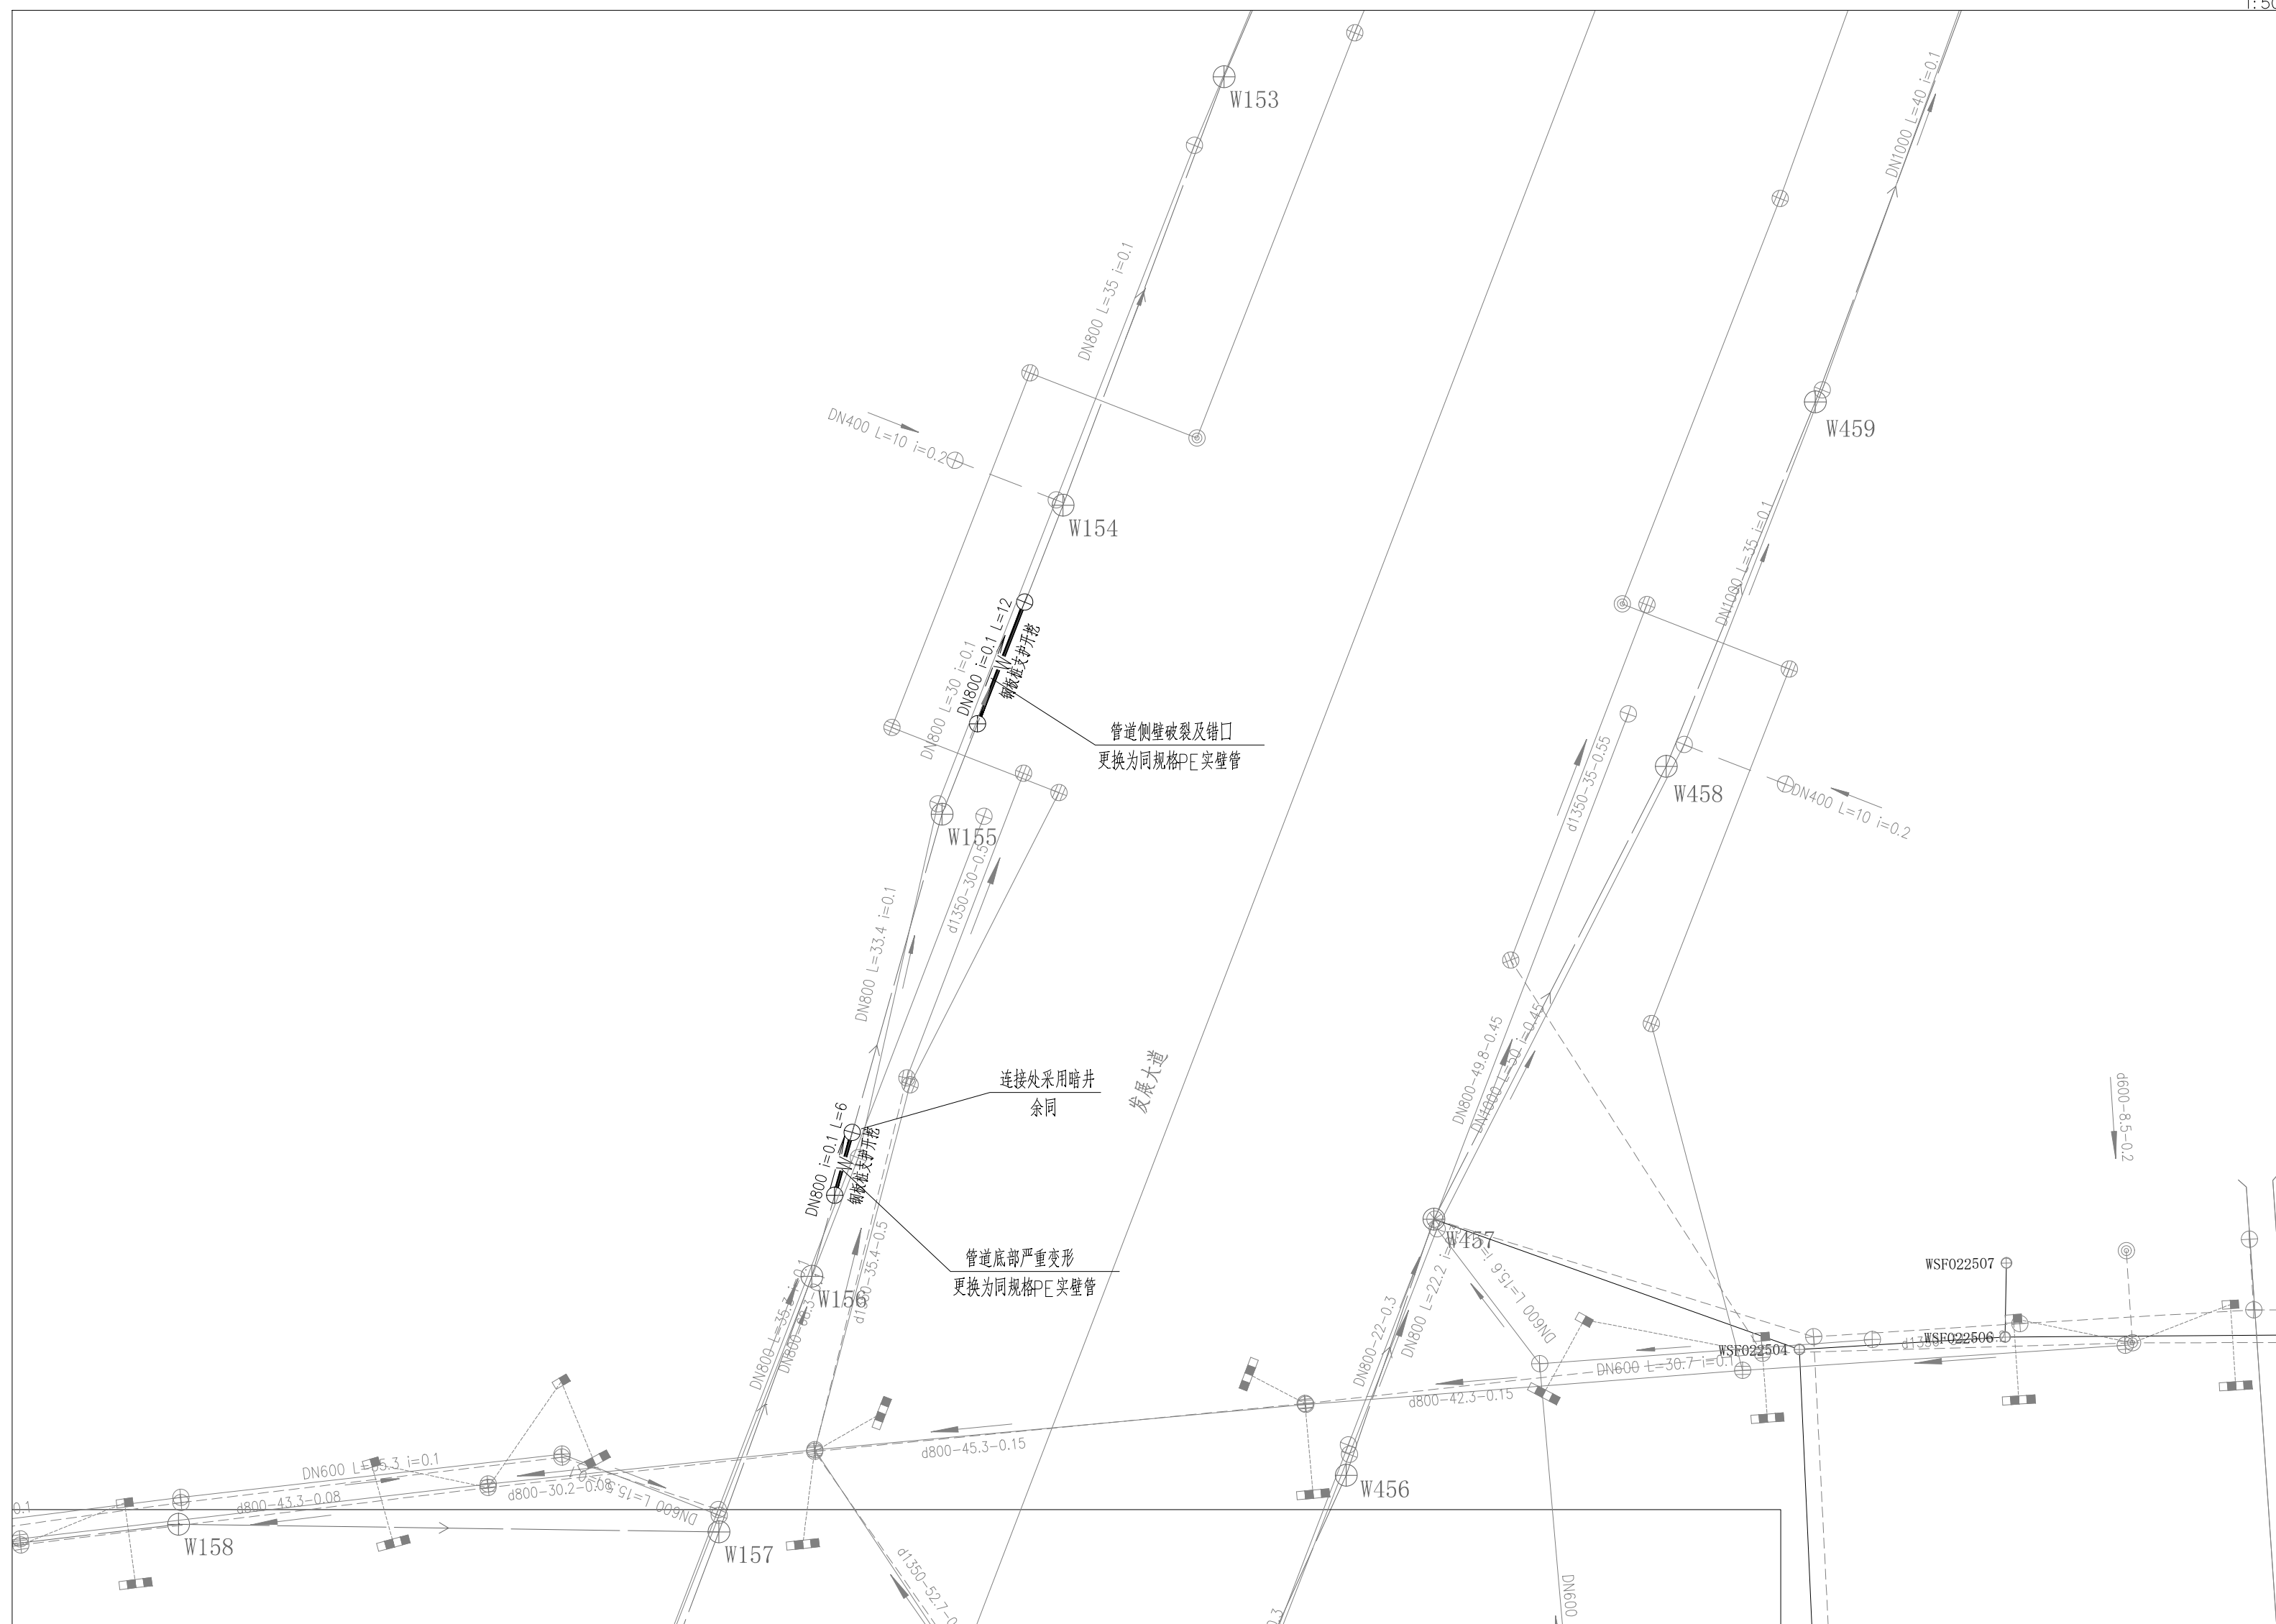 W153
DN1000 L=40 i=0.1
DN800 L=35 i=0.1
DN400 L=10 i=0.2
W459
W154
DN1000 L=35 i=0.1
DN800 i=0.1 L=12
W
钢板桩支护开挖
DN800 L=30 i=0.1
管道侧壁破裂及错口
更换为同规格PE实壁管
d1350-35-0.55
W458
DN400 L=10 i=0.2
W155
d1350-30-0.5
DN800 L=33.4 i=0.1
DN800-49.8-0.45
DN1000 L=50 i=0.45
发展大道
连接处采用暗井
余同
d600-8.5-0.2
DN800 i=0.1 L=6
W
钢板桩支护开挖
管道底部严重变形
更换为同规格PE实壁管
W457
WSF022507
W156
WSF022506
WSF022504
DN600 L=15.6
DN800-22-0.3
DN800 L=22.2
DN600 L=30.7 i=0.1
d800-42.3-0.15
d800-45.3-0.15
i=0.1
d800-43.3-0.08
d800-30.2-0.08
DN600 L=15.5
W456
W158
W157
d1350-52.7
DN600